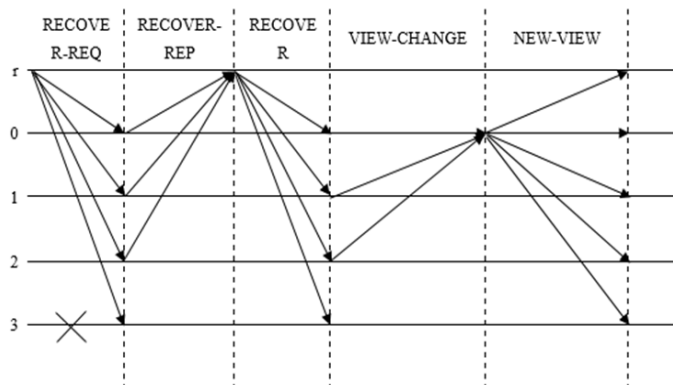 RECOVE
R-REQ
RECOVER-
REP
RECOVE
R
VIEW-CHANGE
NEW-VIEW
r
0
1
2
3